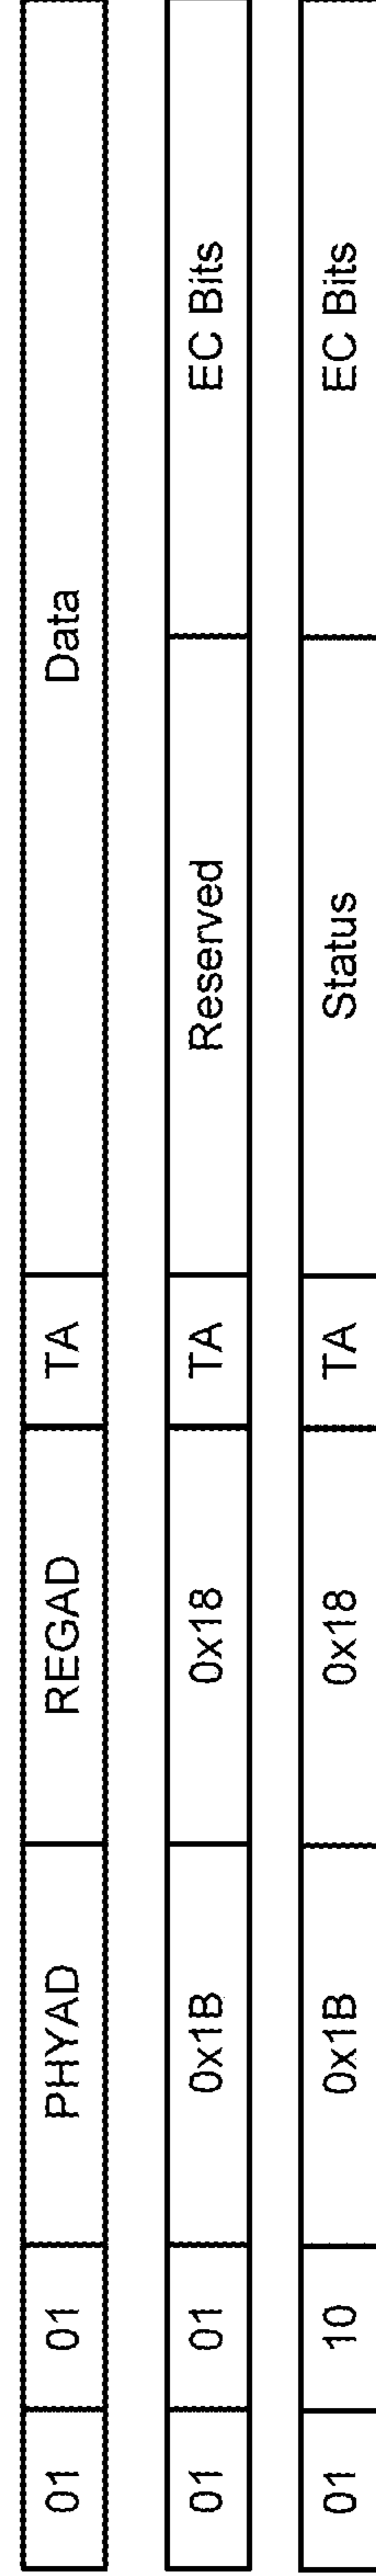 01 01 PHYAD REGAD TA Data
01 01 0x1B 0x18 TA Reserved EC Bits
01 10 0x1B 0x18 TA Status EC Bits